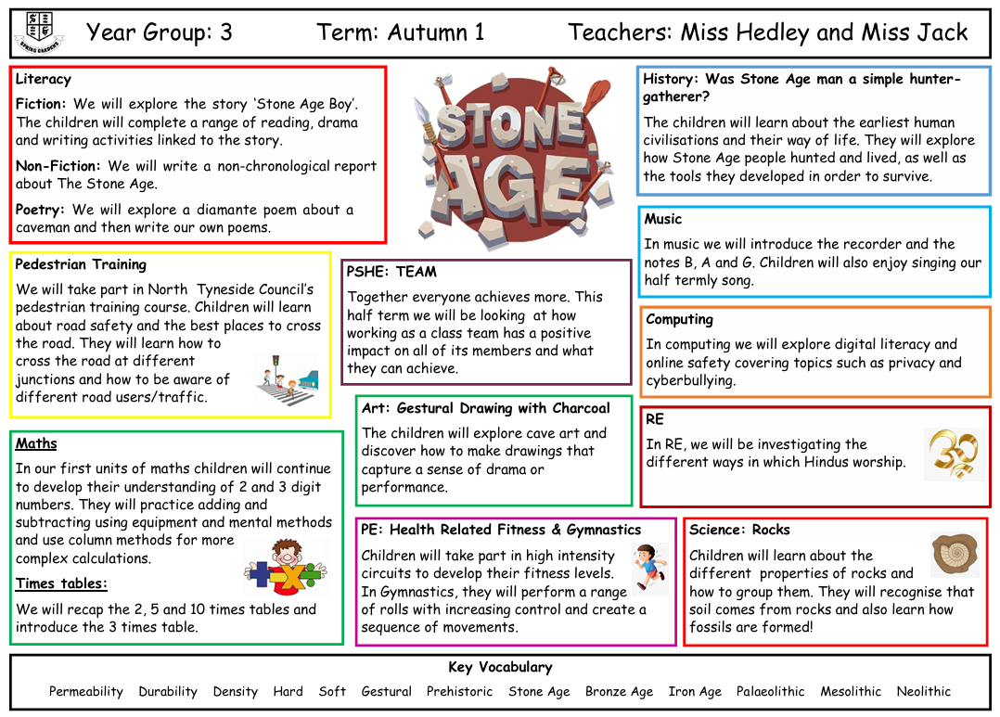 SPRING GARDENS
Year Group: 3 Term: Autumn 1 Teachers: Miss Hedley and Miss Jack
Literacy
Fiction: We will explore the story ‘Stone Age Boy’.
The children will complete a range of reading, drama
and writing activities linked to the story.
Non-Fiction: We will write a non-chronological report
about The Stone Age.
Poetry: We will explore a diamante poem about a
caveman and then write our own poems.
STONE
AGE
History: Was Stone Age man a simple hunter-
gatherer?
The children will learn about the earliest human
civilisations and their way of life. They will explore
how Stone Age people hunted and lived, as well as
the tools they developed in order to survive.
Music
In music we will introduce the recorder and the
notes B, A and G. Children will also enjoy singing our
half termly song.
Pedestrian Training
We will take part in North Tyneside Council’s
pedestrian training course. Children will learn
about road safety and the best places to cross
the road. They will learn how to
cross the road at different
junctions and how to be aware of
different road users/traffic.
PSHE: TEAM
Together everyone achieves more. This
half term we will be looking at how
working as a class team has a positive
impact on all of its members and what
they can achieve.
Computing
In computing we will explore digital literacy and
online safety covering topics such as privacy and
cyberbullying.
Art: Gestural Drawing with Charcoal
The children will explore cave art and
discover how to make drawings that
capture a sense of drama or
performance.
RE
In RE, we will be investigating the
different ways in which Hindus worship.
ॐ
Maths
In our first units of maths children will continue
to develop their understanding of 2 and 3 digit
numbers. They will practice adding and
subtracting using equipment and mental methods
and use column methods for more
complex calculations.
Times tables:
We will recap the 2, 5 and 10 times tables and
introduce the 3 times table.
PE: Health Related Fitness & Gymnastics
Children will take part in high intensity
circuits to develop their fitness levels.
In Gymnastics, they will perform a range
of rolls with increasing control and create a
sequence of movements.
Science: Rocks
Children will learn about the
different properties of rocks and
how to group them. They will recognise that
soil comes from rocks and also learn how
fossils are formed!
Key Vocabulary
Permeability Durability Density Hard Soft Gestural Prehistoric Stone Age Bronze Age Iron Age Palaeolithic Mesolithic Neolithic